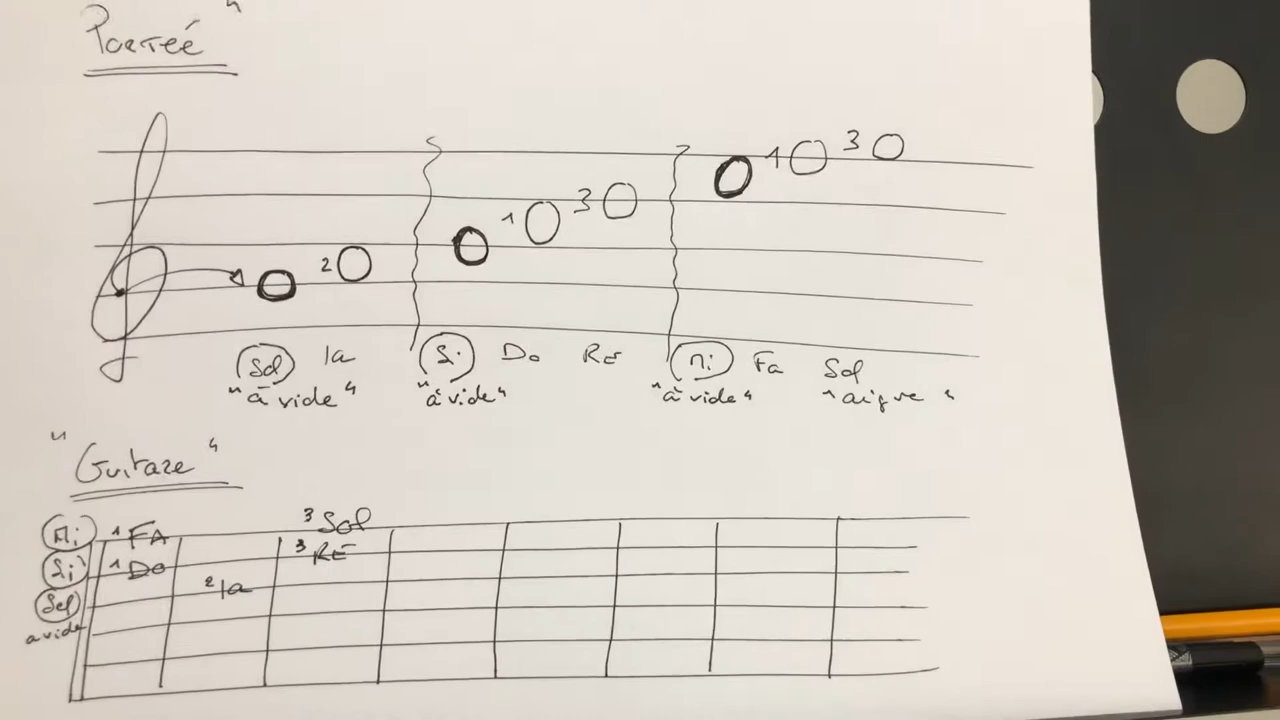 "Portée"
2 1 3 1 3
Sol la Si Do Ré Mi Fa Sol
"à vide" "à vide" "à vide" "aigue"
"Guitare"
Mi 1 FA 3 Sol
Si 1 Do 3 RÉ
Sol 2 la
a vide